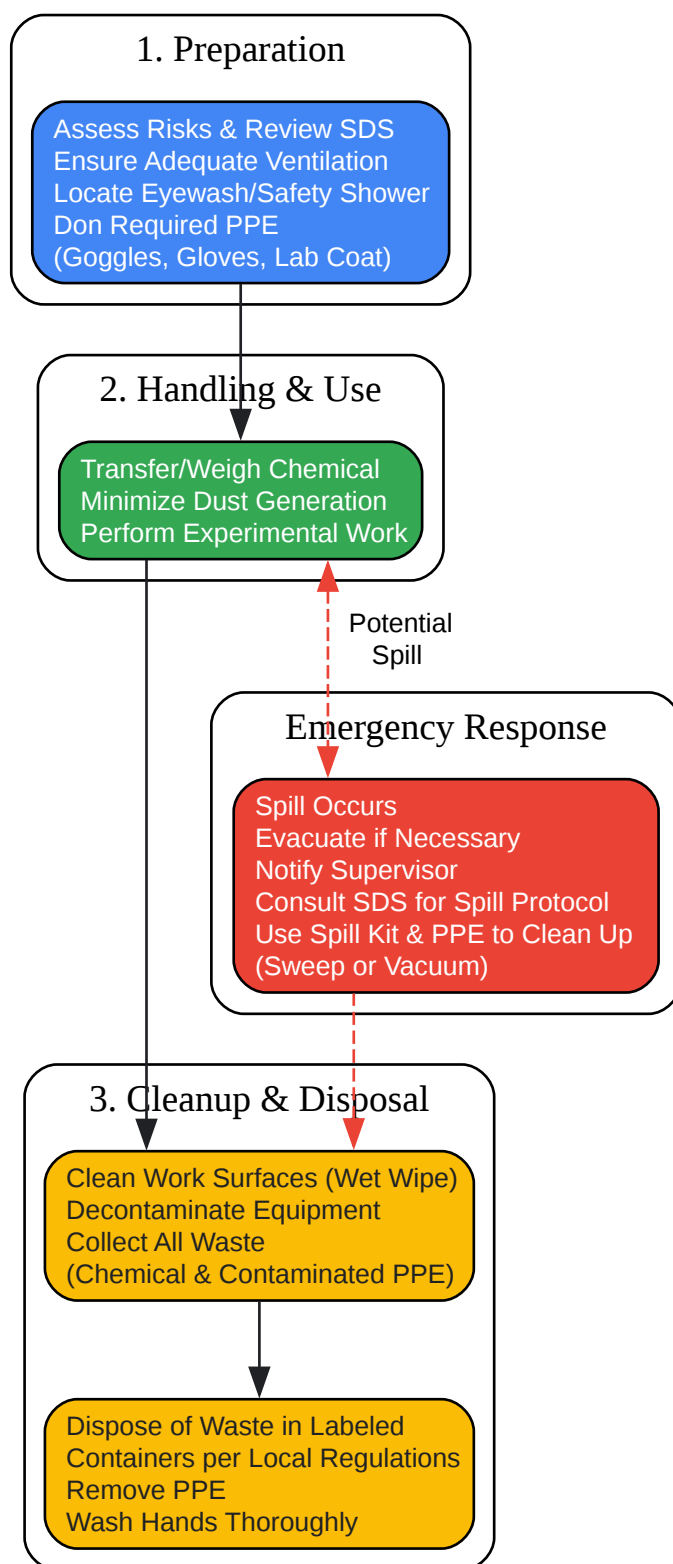 1. Preparation
Assess Risks & Review SDS
Ensure Adequate Ventilation
Locate Eyewash/Safety Shower
Don Required PPE
(Goggles, Gloves, Lab Coat)
2. Handling & Use
Transfer/Weigh Chemical
Minimize Dust Generation
Perform Experimental Work
Potential
Spill
Emergency Response
Spill Occurs
Evacuate if Necessary
Notify Supervisor
Consult SDS for Spill Protocol
Use Spill Kit & PPE to Clean Up
(Sweep or Vacuum)
3. Cleanup & Disposal
Clean Work Surfaces (Wet Wipe)
Decontaminate Equipment
Collect All Waste
(Chemical & Contaminated PPE)
Dispose of Waste in Labeled
Containers per Local Regulations
Remove PPE
Wash Hands Thoroughly